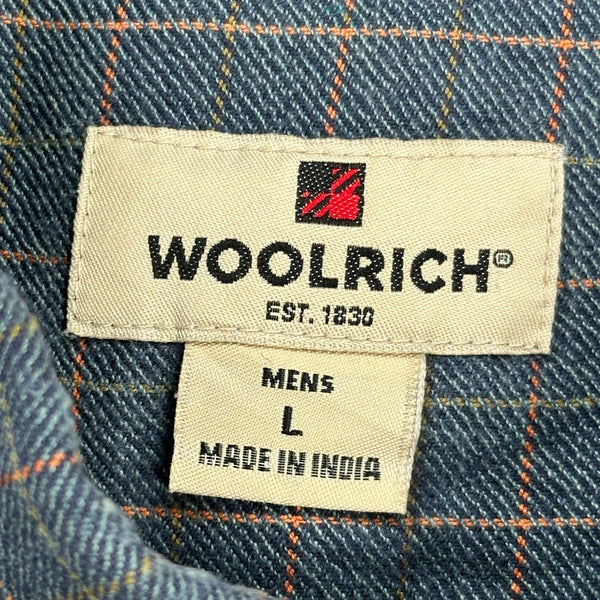 WOOLRICH®
EST. 1830
MENS
L
MADE IN INDIA